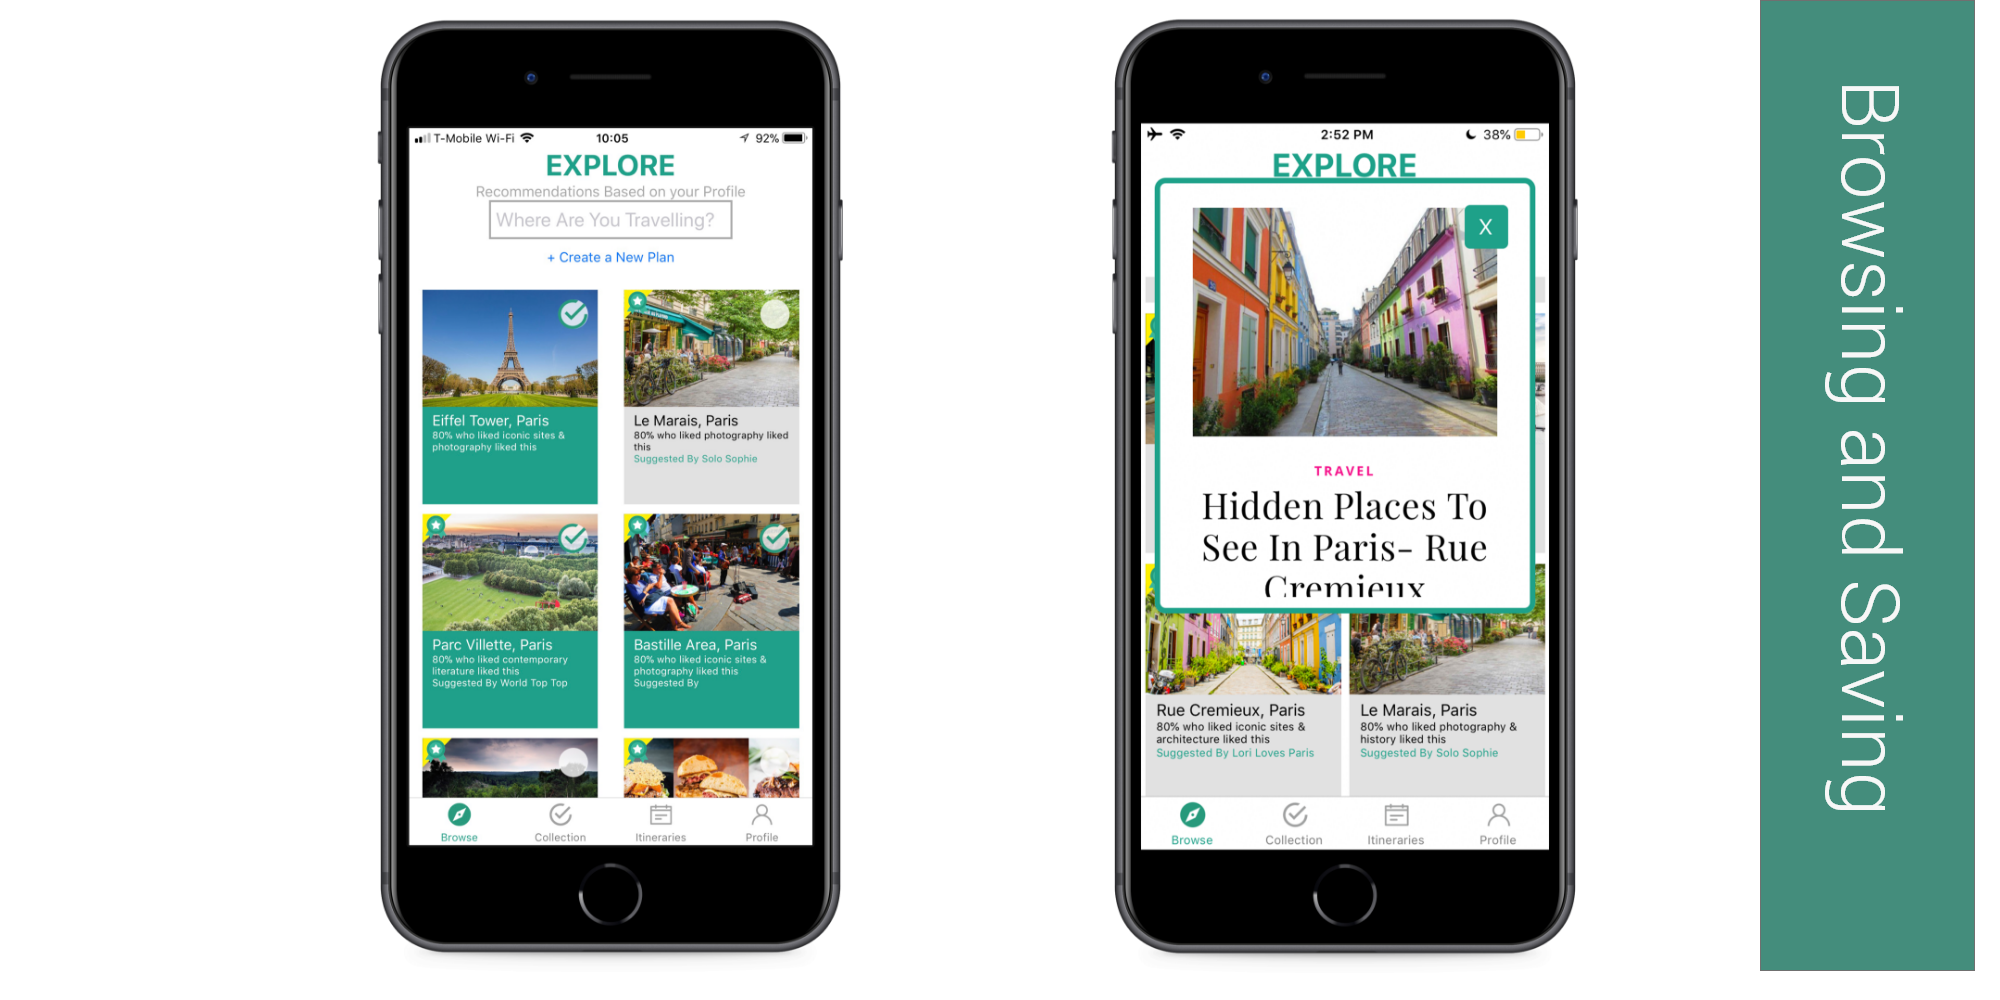 T-Mobile Wi-Fi 10:05 92%
EXPLORE
Recommendations Based on your Profile
Where Are You Travelling?
+ Create a New Plan
Eiffel Tower, Paris
80% who liked iconic sites &
photography liked this
Le Marais, Paris
80% who liked photography liked
this
Suggested By Solo Sophie
Parc Villette, Paris
80% who liked contemporary
literature liked this
Suggested By World Top Top
Bastille Area, Paris
80% who liked iconic sites &
photography liked this
Suggested By
Browse Collection Itineraries Profile
2:52 PM 38%
EXPLORE
X
TRAVEL
Hidden Places To
See In Paris- Rue
Cremieux
Rue Cremieux, Paris
80% who liked iconic sites &
architecture liked this
Suggested By Lori Loves Paris
Le Marais, Paris
80% who liked photography &
history liked this
Suggested By Solo Sophie
Browse Collection Itineraries Profile
Browsing and Saving